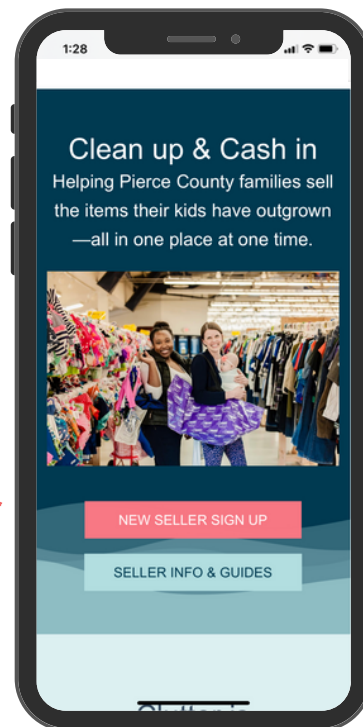 1:28
Clean up & Cash in
Helping Pierce County families sell
the items their kids have outgrown
—all in one place at one time.
NEW SELLER SIGN UP
SELLER INFO & GUIDES